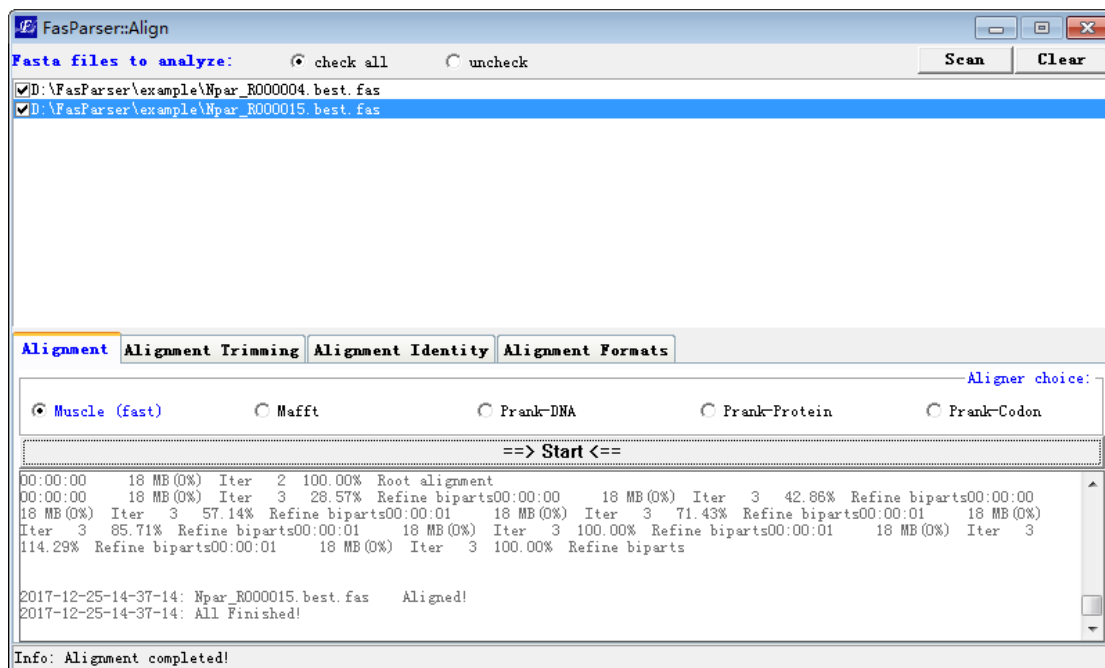 FasParser::Align
Fasta files to analyze: check all uncheck Scan Clear
D:\FasParser\example\Npar_R000004.best.fas
D:\FasParser\example\Npar_R000015.best.fas
Alignment Alignment Trimming Alignment Identity Alignment Formats
Aligner choice:
Muscle (fast) Mafft Prank-DNA Prank-Protein Prank-Codon
==> Start <==
00:00:00 18 MB(0%) Iter 2 100.00% Root alignment
00:00:00 18 MB(0%) Iter 3 28.57% Refine biparts00:00:00 18 MB(0%) Iter 3 42.86% Refine biparts00:00:00
18 MB(0%) Iter 3 57.14% Refine biparts00:00:01 18 MB(0%) Iter 3 71.43% Refine biparts00:00:01 18 MB(0%)
Iter 3 85.71% Refine biparts00:00:01 18 MB(0%) Iter 3 100.00% Refine biparts00:00:01 18 MB(0%) Iter 3
114.29% Refine biparts00:00:01 18 MB(0%) Iter 3 100.00% Refine biparts
2017-12-25-14-37-14: Npar_R000015.best.fas Aligned!
2017-12-25-14-37-14: All Finished!
Info: Alignment completed!